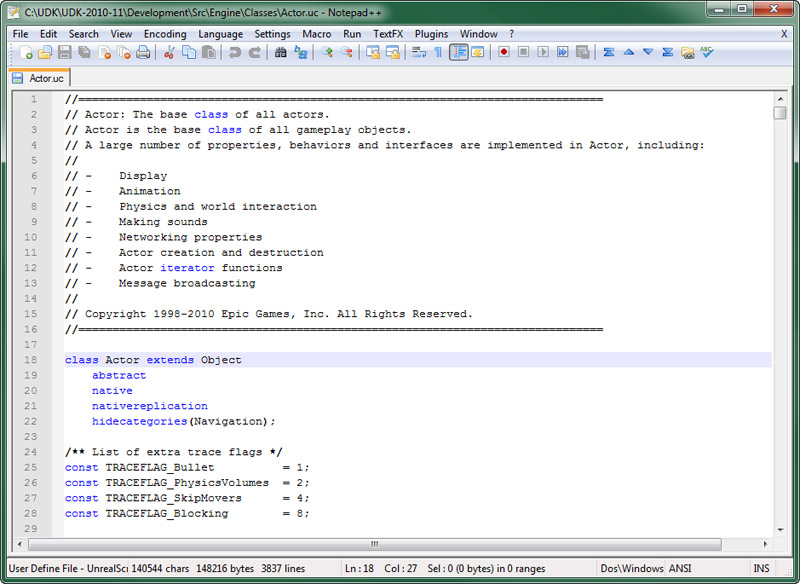 C:\UDK\UDK-2010-11\Development\Src\Engine\Classes\Actor.uc - Notepad++
File Edit Search View Encoding Language Settings Macro Run TextFX Plugins Window ? X
Actor.uc
1 //=============================================================================
2 // Actor: The base class of all actors.
3 // Actor is the base class of all gameplay objects.
4 // A large number of properties, behaviors and interfaces are implemented in Actor, including:
5 //
6 // -    Display
7 // -    Animation
8 // -    Physics and world interaction
9 // -    Making sounds
10 // -    Networking properties
11 // -    Actor creation and destruction
12 // -    Actor iterator functions
13 // -    Message broadcasting
14 //
15 // Copyright 1998-2010 Epic Games, Inc. All Rights Reserved.
16 //=============================================================================
17
18 class Actor extends Object
19     abstract
20     native
21     nativereplication
22     hidecategories(Navigation);
23
24 /** List of extra trace flags */
25 const TRACEFLAG_Bullet          = 1;
26 const TRACEFLAG_PhysicsVolumes  = 2;
27 const TRACEFLAG_SkipMovers      = 4;
28 const TRACEFLAG_Blocking        = 8;
29
User Define File - UnrealScr 140544 chars 148216 bytes 3837 lines Ln : 18 Col : 27 Sel : 0 (0 bytes) in 0 ranges Dos\Windows ANSI INS